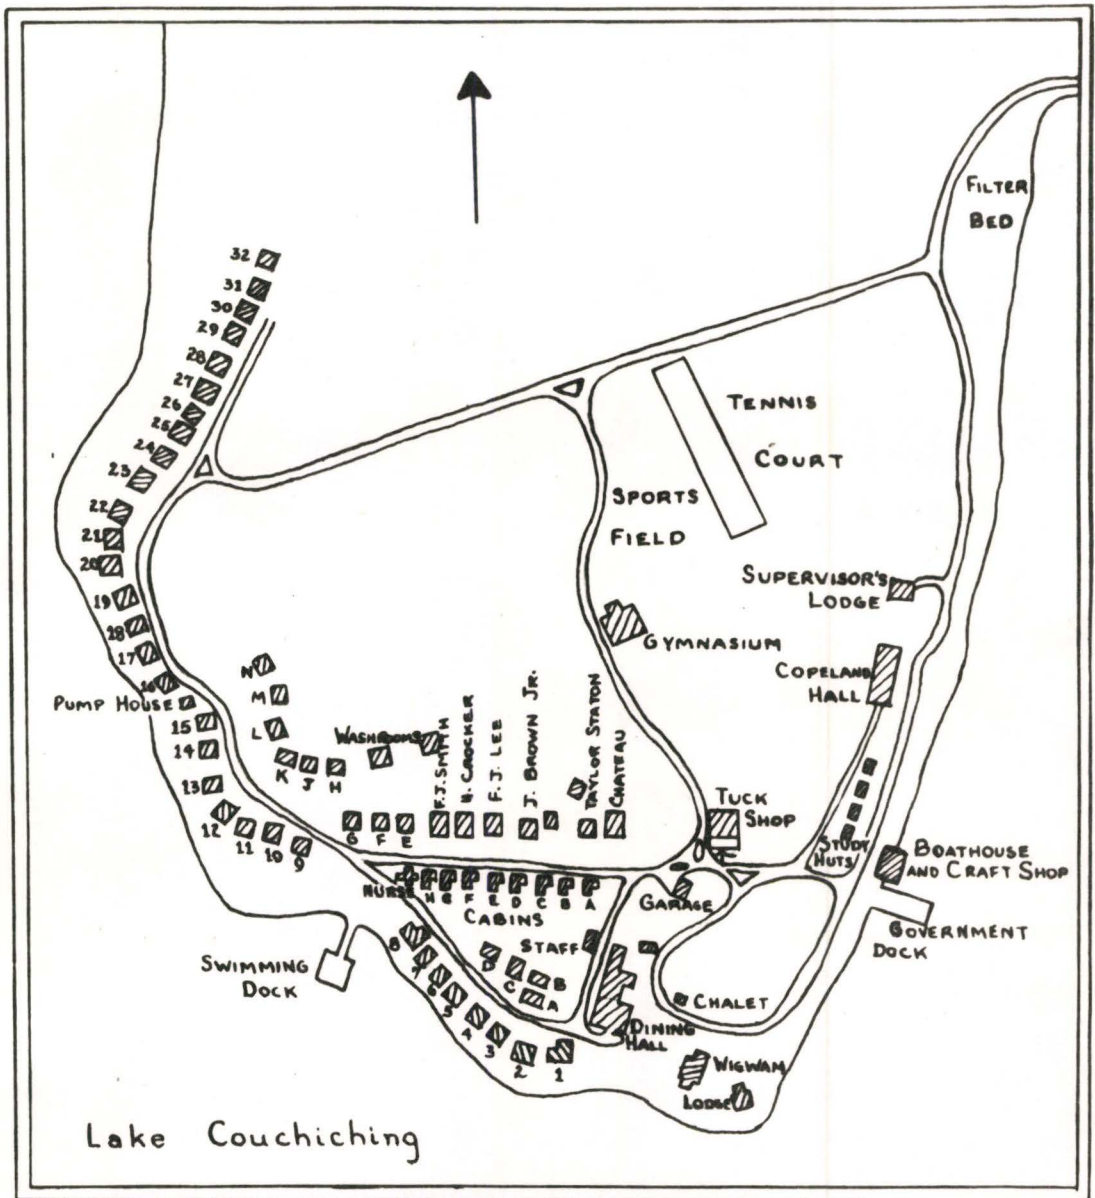 FILTER
BED
32
31
30
29
28
27
26
25
24
23
22
21
20
19
18
17
16
PUMP HOUSE
15
14
13
12
11
10
9
TENNIS
COURT
SPORTS
FIELD
SUPERVISOR'S
LODGE
GYMNASIUM
COPELAND
HALL
N
M
L
K
J
H
WASHROOMS
F.J. SMITH
H. CROCKER
F.J. LEE
J. BROWN JR.
TAYLOR STATON
CHATEAU
G
F
E
TUCK
SHOP
STUDY
HUTS
BOATHOUSE
AND CRAFT SHOP
GOVERNMENT
DOCK
NURSE
H
G
F
E
D
C
B
A
CABINS
GARAGE
STAFF
D
C
B
A
SWIMMING
DOCK
8
7
6
5
4
3
2
1
CHALET
DINING
HALL
WIGWAM
LODGE
Lake Couchiching